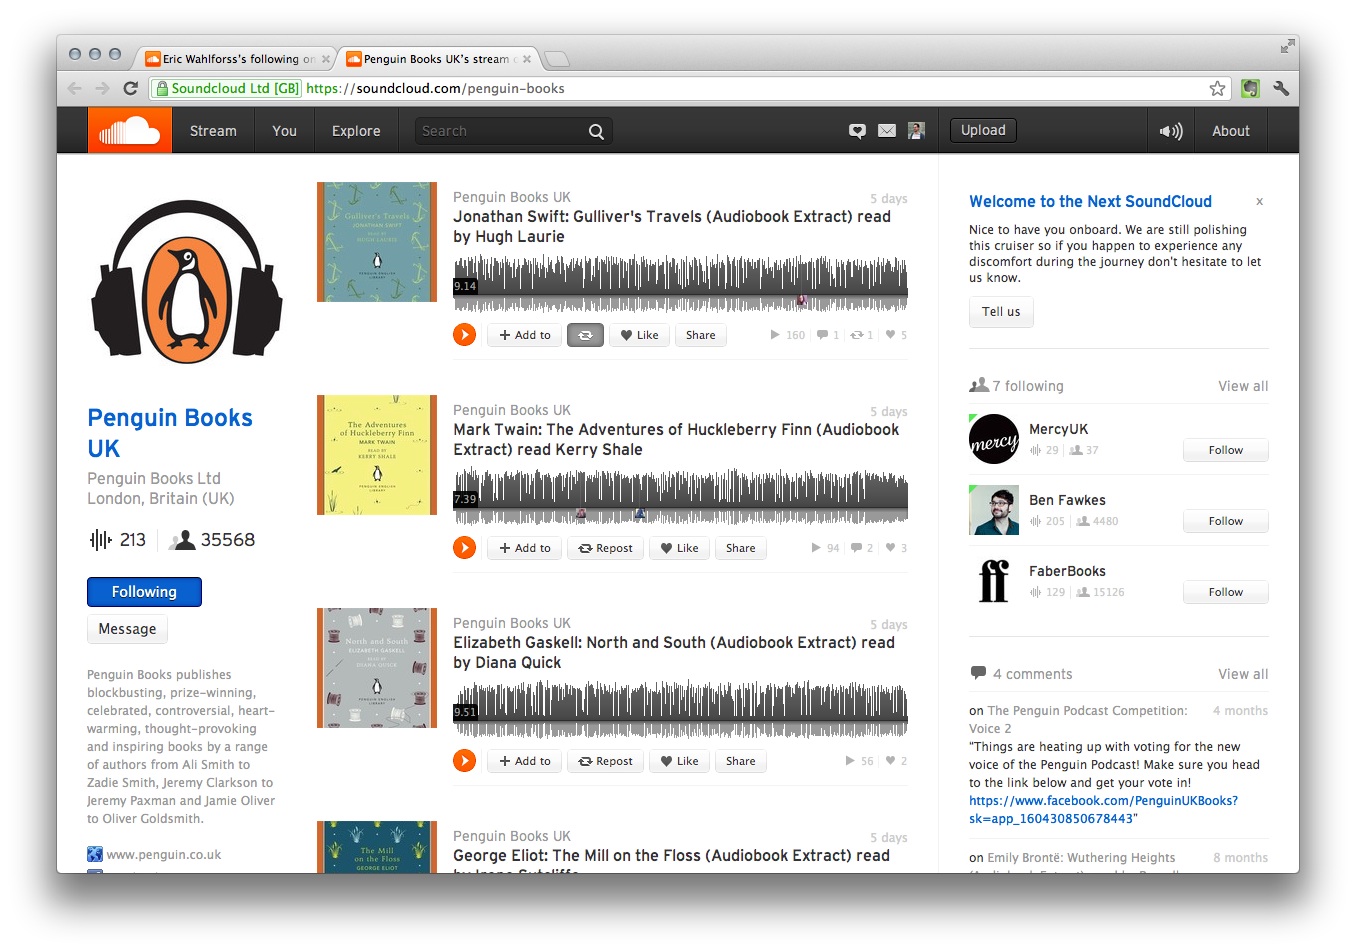 Eric Wahlforss's following on
Penguin Books UK's stream o
Soundcloud Ltd [GB] https://soundcloud.com/penguin-books
Stream
You
Explore
Search
Upload
About
Penguin Books
UK
Penguin Books Ltd
London, Britain (UK)
213
35568
Following
Message
Penguin Books publishes
blockbusting, prize-winning,
celebrated, controversial, heart-
warming, thought-provoking
and inspiring books by a range
of authors from Ali Smith to
Zadie Smith, Jeremy Clarkson to
Jeremy Paxman and Jamie Oliver
to Oliver Goldsmith.
www.penguin.co.uk
Gulliver's Travels
JONATHAN SWIFT
READ BY
HUGH LAURIE
PENGUIN ENGLISH
LIBRARY
Penguin Books UK
5 days
Jonathan Swift: Gulliver's Travels (Audiobook Extract) read
by Hugh Laurie
9.14
+ Add to
Like
Share
160
1
1
5
The Adventures
of Huckleberry Finn
MARK TWAIN
READ BY
KERRY SHALE
PENGUIN ENGLISH
LIBRARY
Penguin Books UK
5 days
Mark Twain: The Adventures of Huckleberry Finn (Audiobook
Extract) read Kerry Shale
7.39
+ Add to
Repost
Like
Share
94
2
3
North and South
ELIZABETH GASKELL
READ BY
DIANA QUICK
PENGUIN ENGLISH
LIBRARY
Penguin Books UK
5 days
Elizabeth Gaskell: North and South (Audiobook Extract) read
by Diana Quick
9.51
+ Add to
Repost
Like
Share
56
2
The Mill
on the Floss
GEORGE ELIOT
Penguin Books UK
5 days
George Eliot: The Mill on the Floss (Audiobook Extract) read
by Irene Sutcliffe
Welcome to the Next SoundCloud
x
Nice to have you onboard. We are still polishing
this cruiser so if you happen to experience any
discomfort during the journey don't hesitate to let
us know.
Tell us
7 following
View all
mercy
MercyUK
29
37
Follow
Ben Fawkes
205
4480
Follow
ff
FaberBooks
129
15126
Follow
4 comments
View all
on The Penguin Podcast Competition:
Voice 2
4 months
"Things are heating up with voting for the new
voice of the Penguin Podcast! Make sure you head
to the link below and get your vote in!
https://www.facebook.com/PenguinUKBooks?
sk=app_160430850678443"
on Emily Brontë: Wuthering Heights
8 months